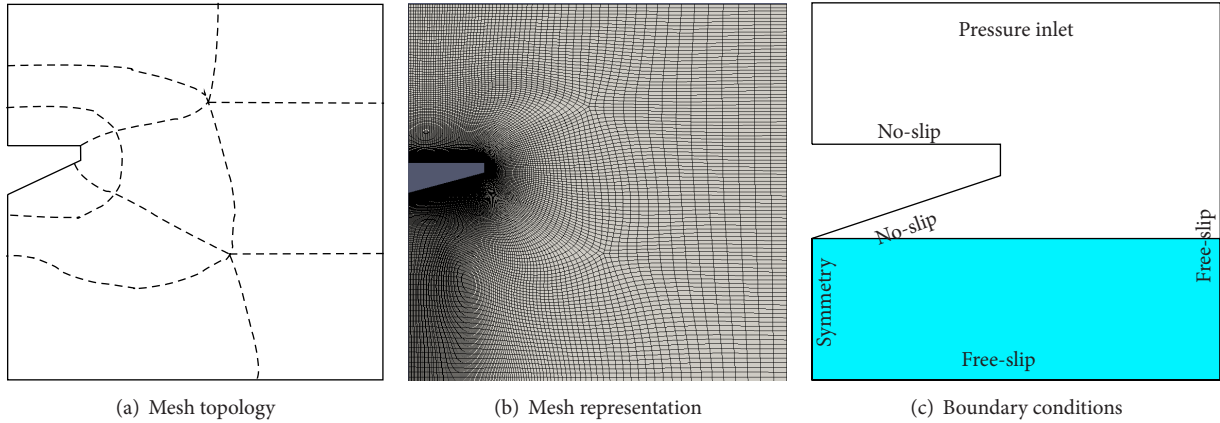 Pressure inlet
No-slip
No-slip
Free-slip
Symmetry
Free-slip
(a) Mesh topology
(b) Mesh representation
(c) Boundary conditions